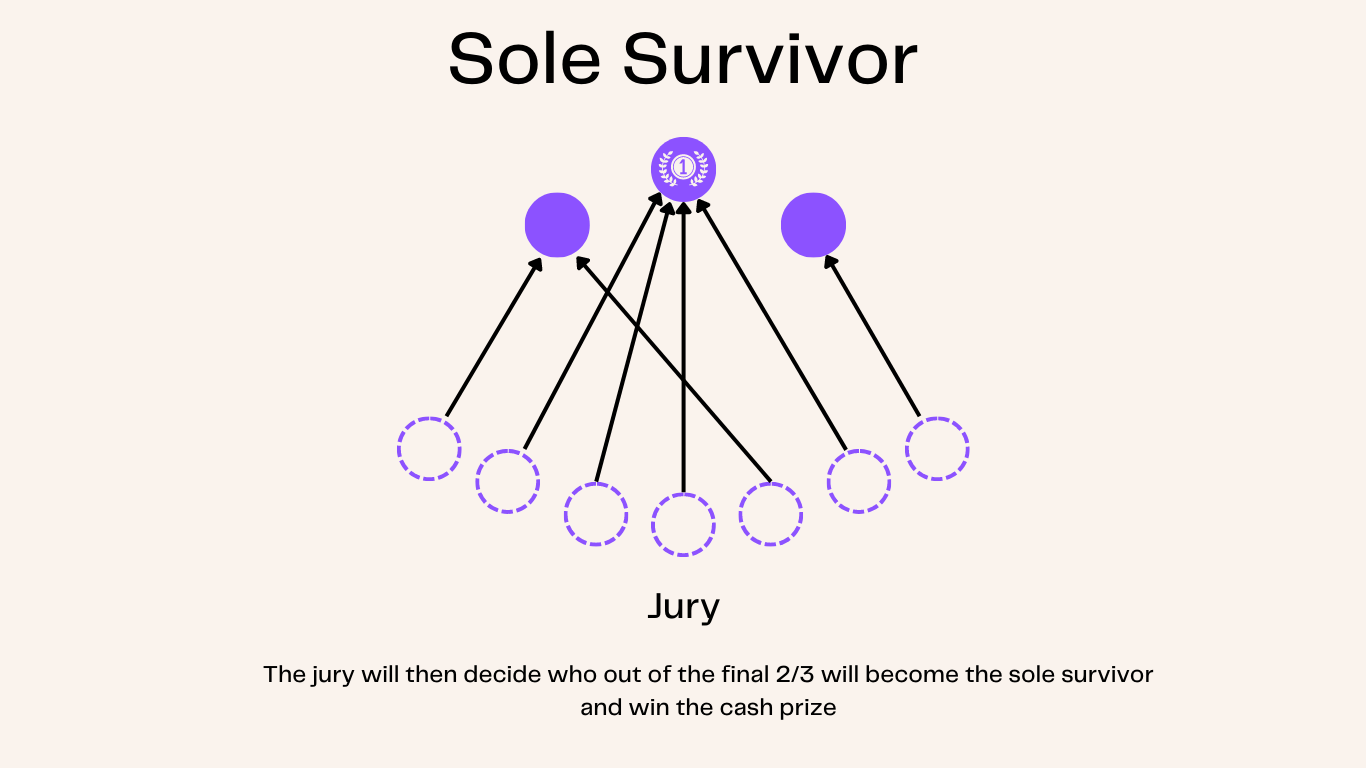 Sole Survivor
1
Jury
The jury will then decide who out of the final 2/3 will become the sole survivor
and win the cash prize